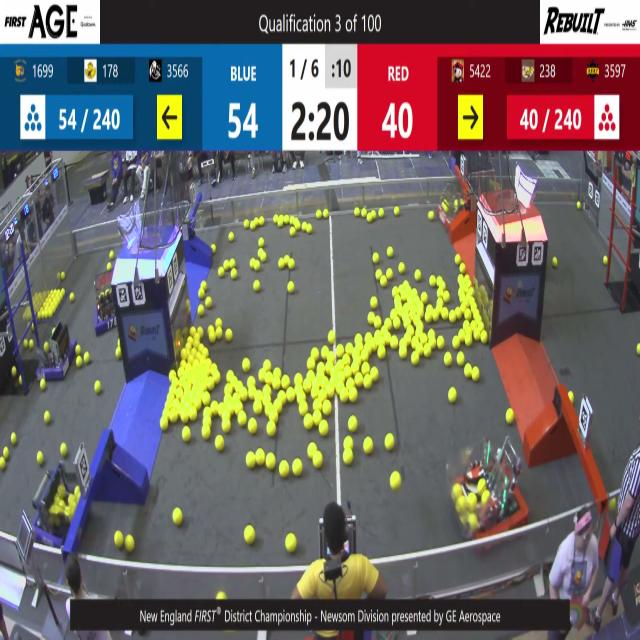 FIRST AGE
Qualification 3 of 100
REBUILT
1699 178 3566
BLUE
1 / 6 :10
RED
5422 238 3597
54 / 240
54
2:20
40
40 / 240
REBUILT
New England FIRST® District Championship - Newsom Division presented by GE Aerospace